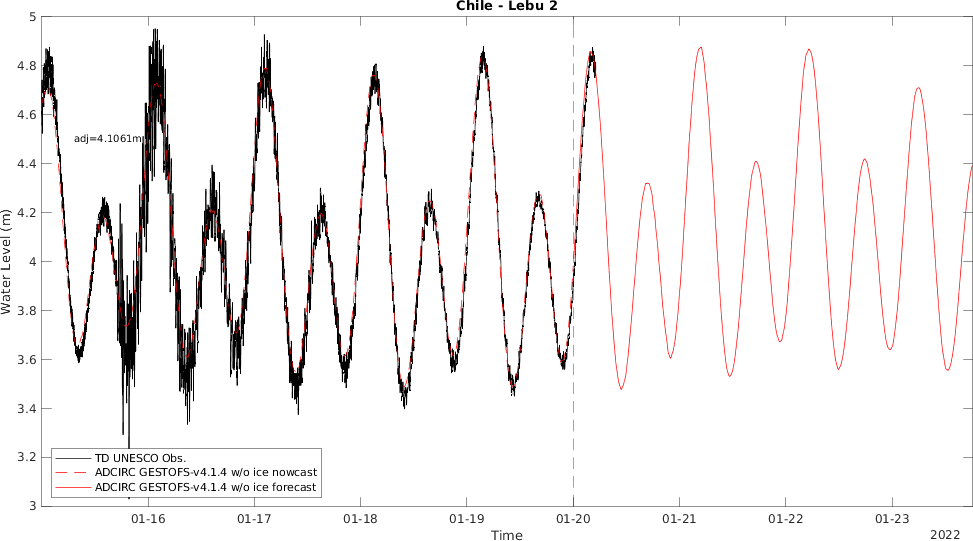 Chile - Lebu 2
5
4.8
4.6
4.4
4.2
4
3.8
3.6
3.4
3.2
3
Water Level (m)
adj=4.1061m
TD UNESCO Obs.
ADCIRC GESTOFS-v4.1.4 w/o ice nowcast
ADCIRC GESTOFS-v4.1.4 w/o ice forecast
01-16 01-17 01-18 01-19 01-20 01-21 01-22 01-23
Time
2022